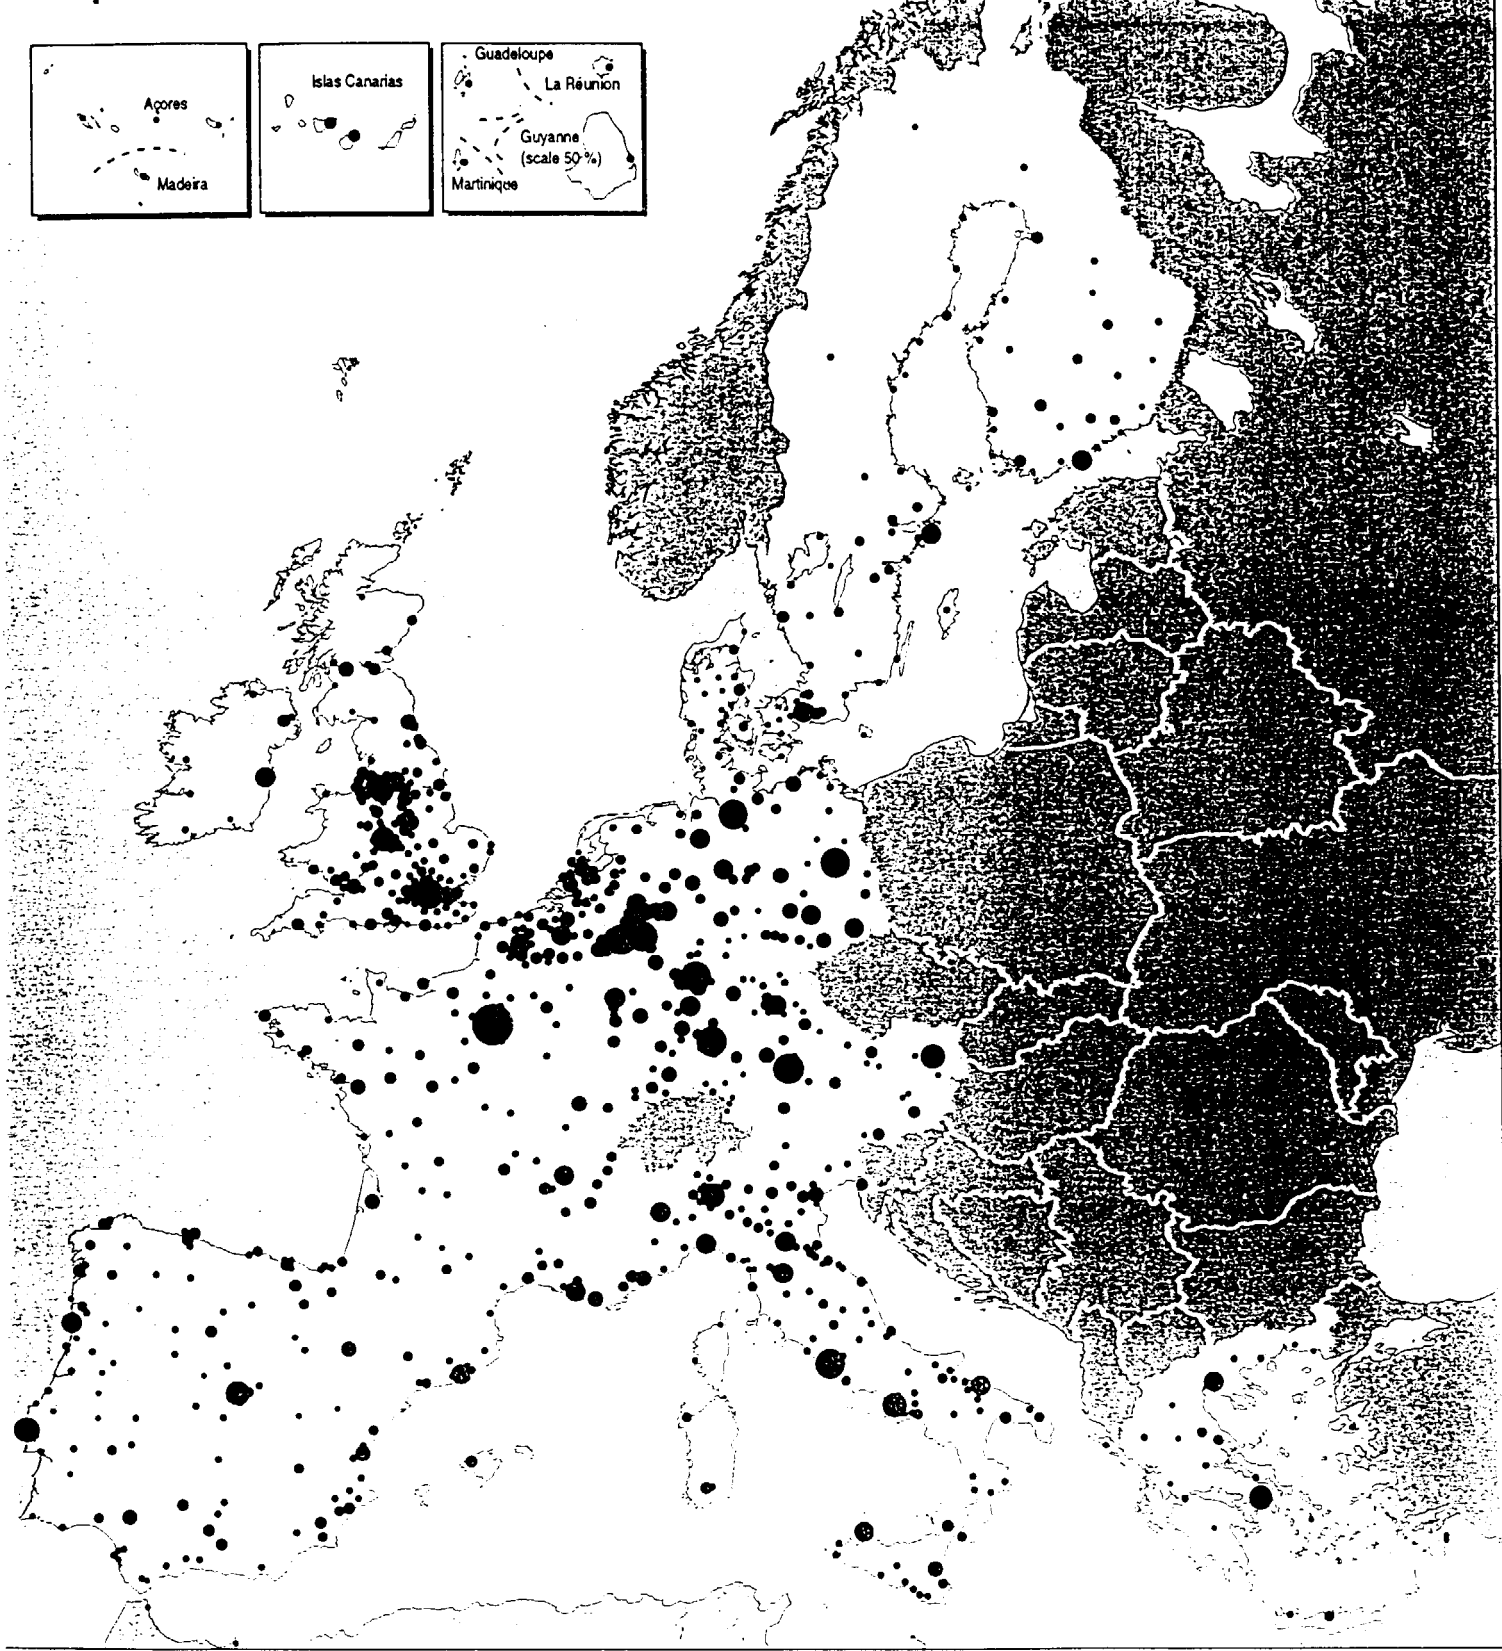 Açores
Madeira
Islas Canarias
Guadeloupe
La Réunion
Guyanne
(scale 50 %)
Martinique